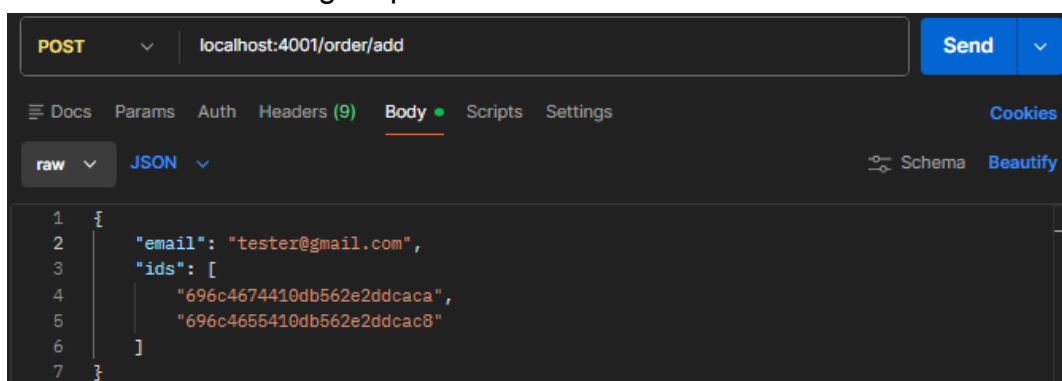 POST localhost:4001/order/add Send
Docs Params Auth Headers (9) Body Scripts Settings Cookies
raw JSON Schema Beautify
1 {
2 "email": "tester@gmail.com",
3 "ids": [
4 "696c4674410db562e2ddcaca",
5 "696c4655410db562e2ddcac8"
6 ]
7 }